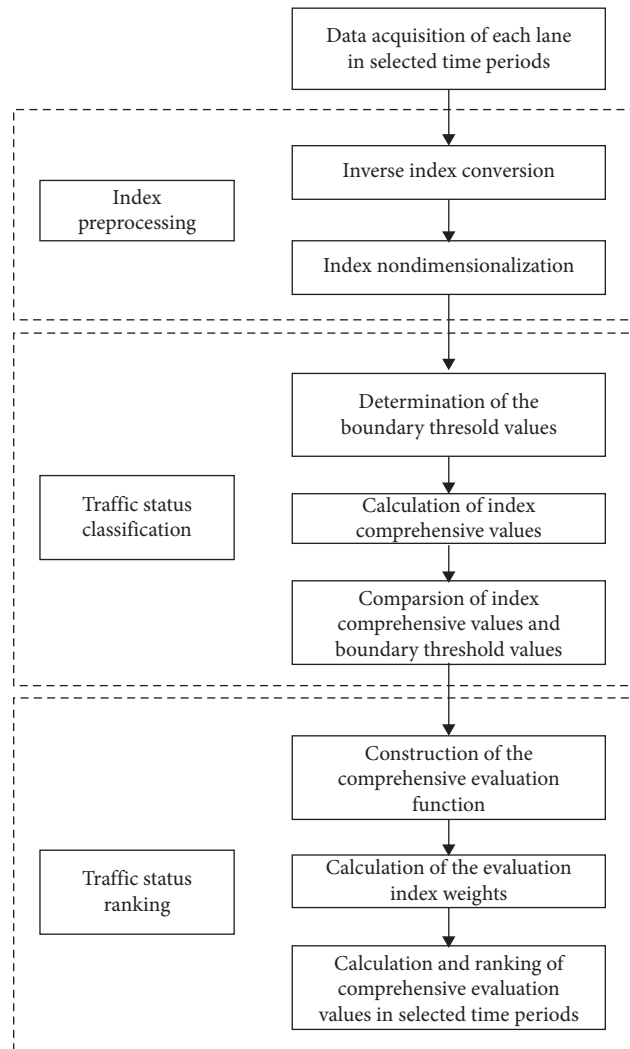 Data acquisition of each lane
in selected time periods
Inverse index conversion
Index
preprocessing
Index nondimensionalization
Determination of the
boundary thresold values
Traffic status
classification
Calculation of index
comprehensive values
Comparsion of index
comprehensive values and
boundary threshold values
Construction of the
comprehensive evaluation
function
Traffic status
ranking
Calculation of the evaluation
index weights
Calculation and ranking of
comprehensive evaluation
values in selected time periods